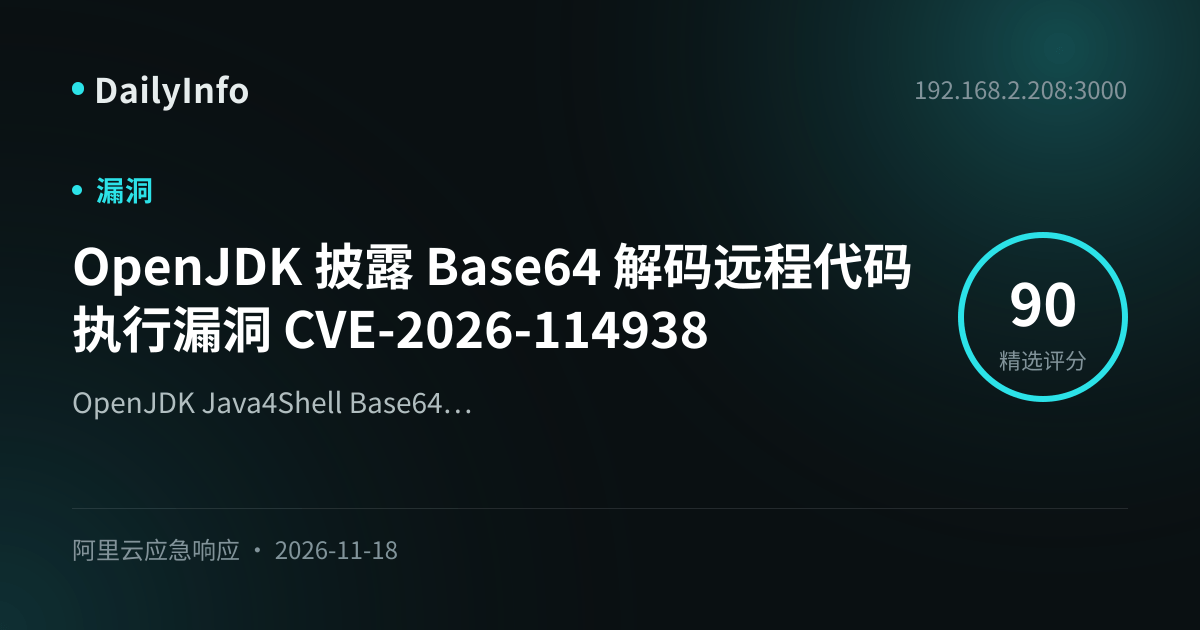 DailyInfo
192.168.2.208:3000
漏洞
OpenJDK 披露 Base64 解码远程代码
执行漏洞 CVE-2026-114938
90
精选评分
OpenJDK Java4Shell Base64…
阿里云应急响应 · 2026-11-18